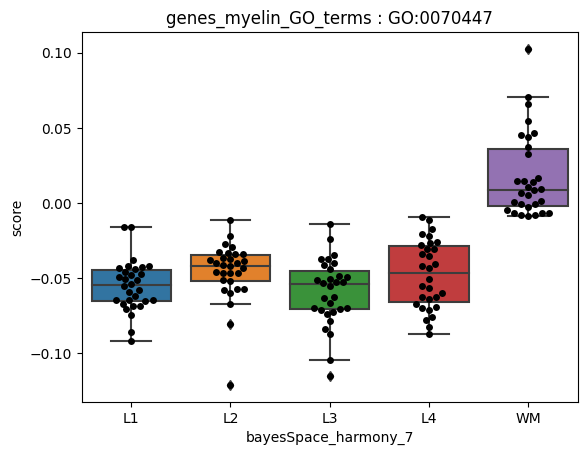 genes_myelin_GO_terms : GO:0070447
0.10
0.05
0.00
−0.05
−0.10
score
L1 L2 L3 L4 WM
bayesSpace_harmony_7